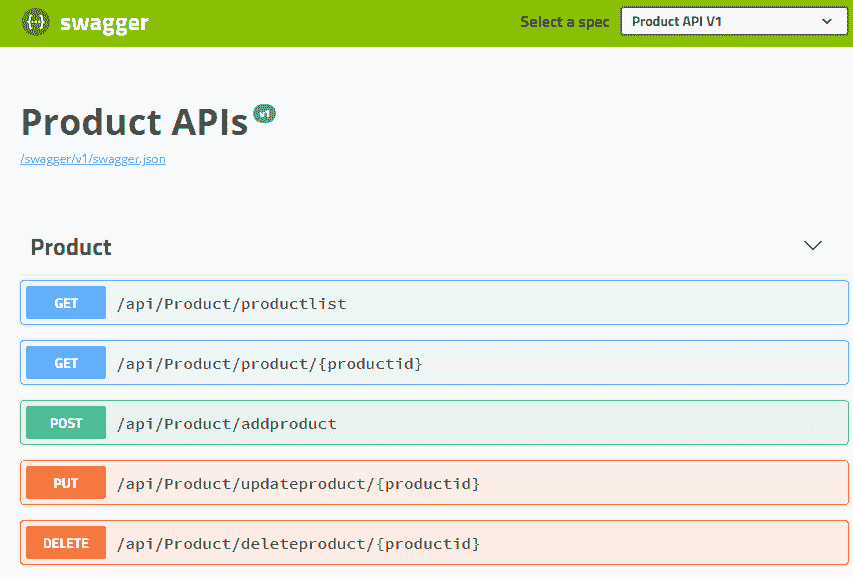 swagger
Select a spec
Product API V1
Product APIs v1
/swagger/v1/swagger.json
Product
GET /api/Product/productlist
GET /api/Product/product/{productid}
POST /api/Product/addproduct
PUT /api/Product/updateproduct/{productid}
DELETE /api/Product/deleteproduct/{productid}